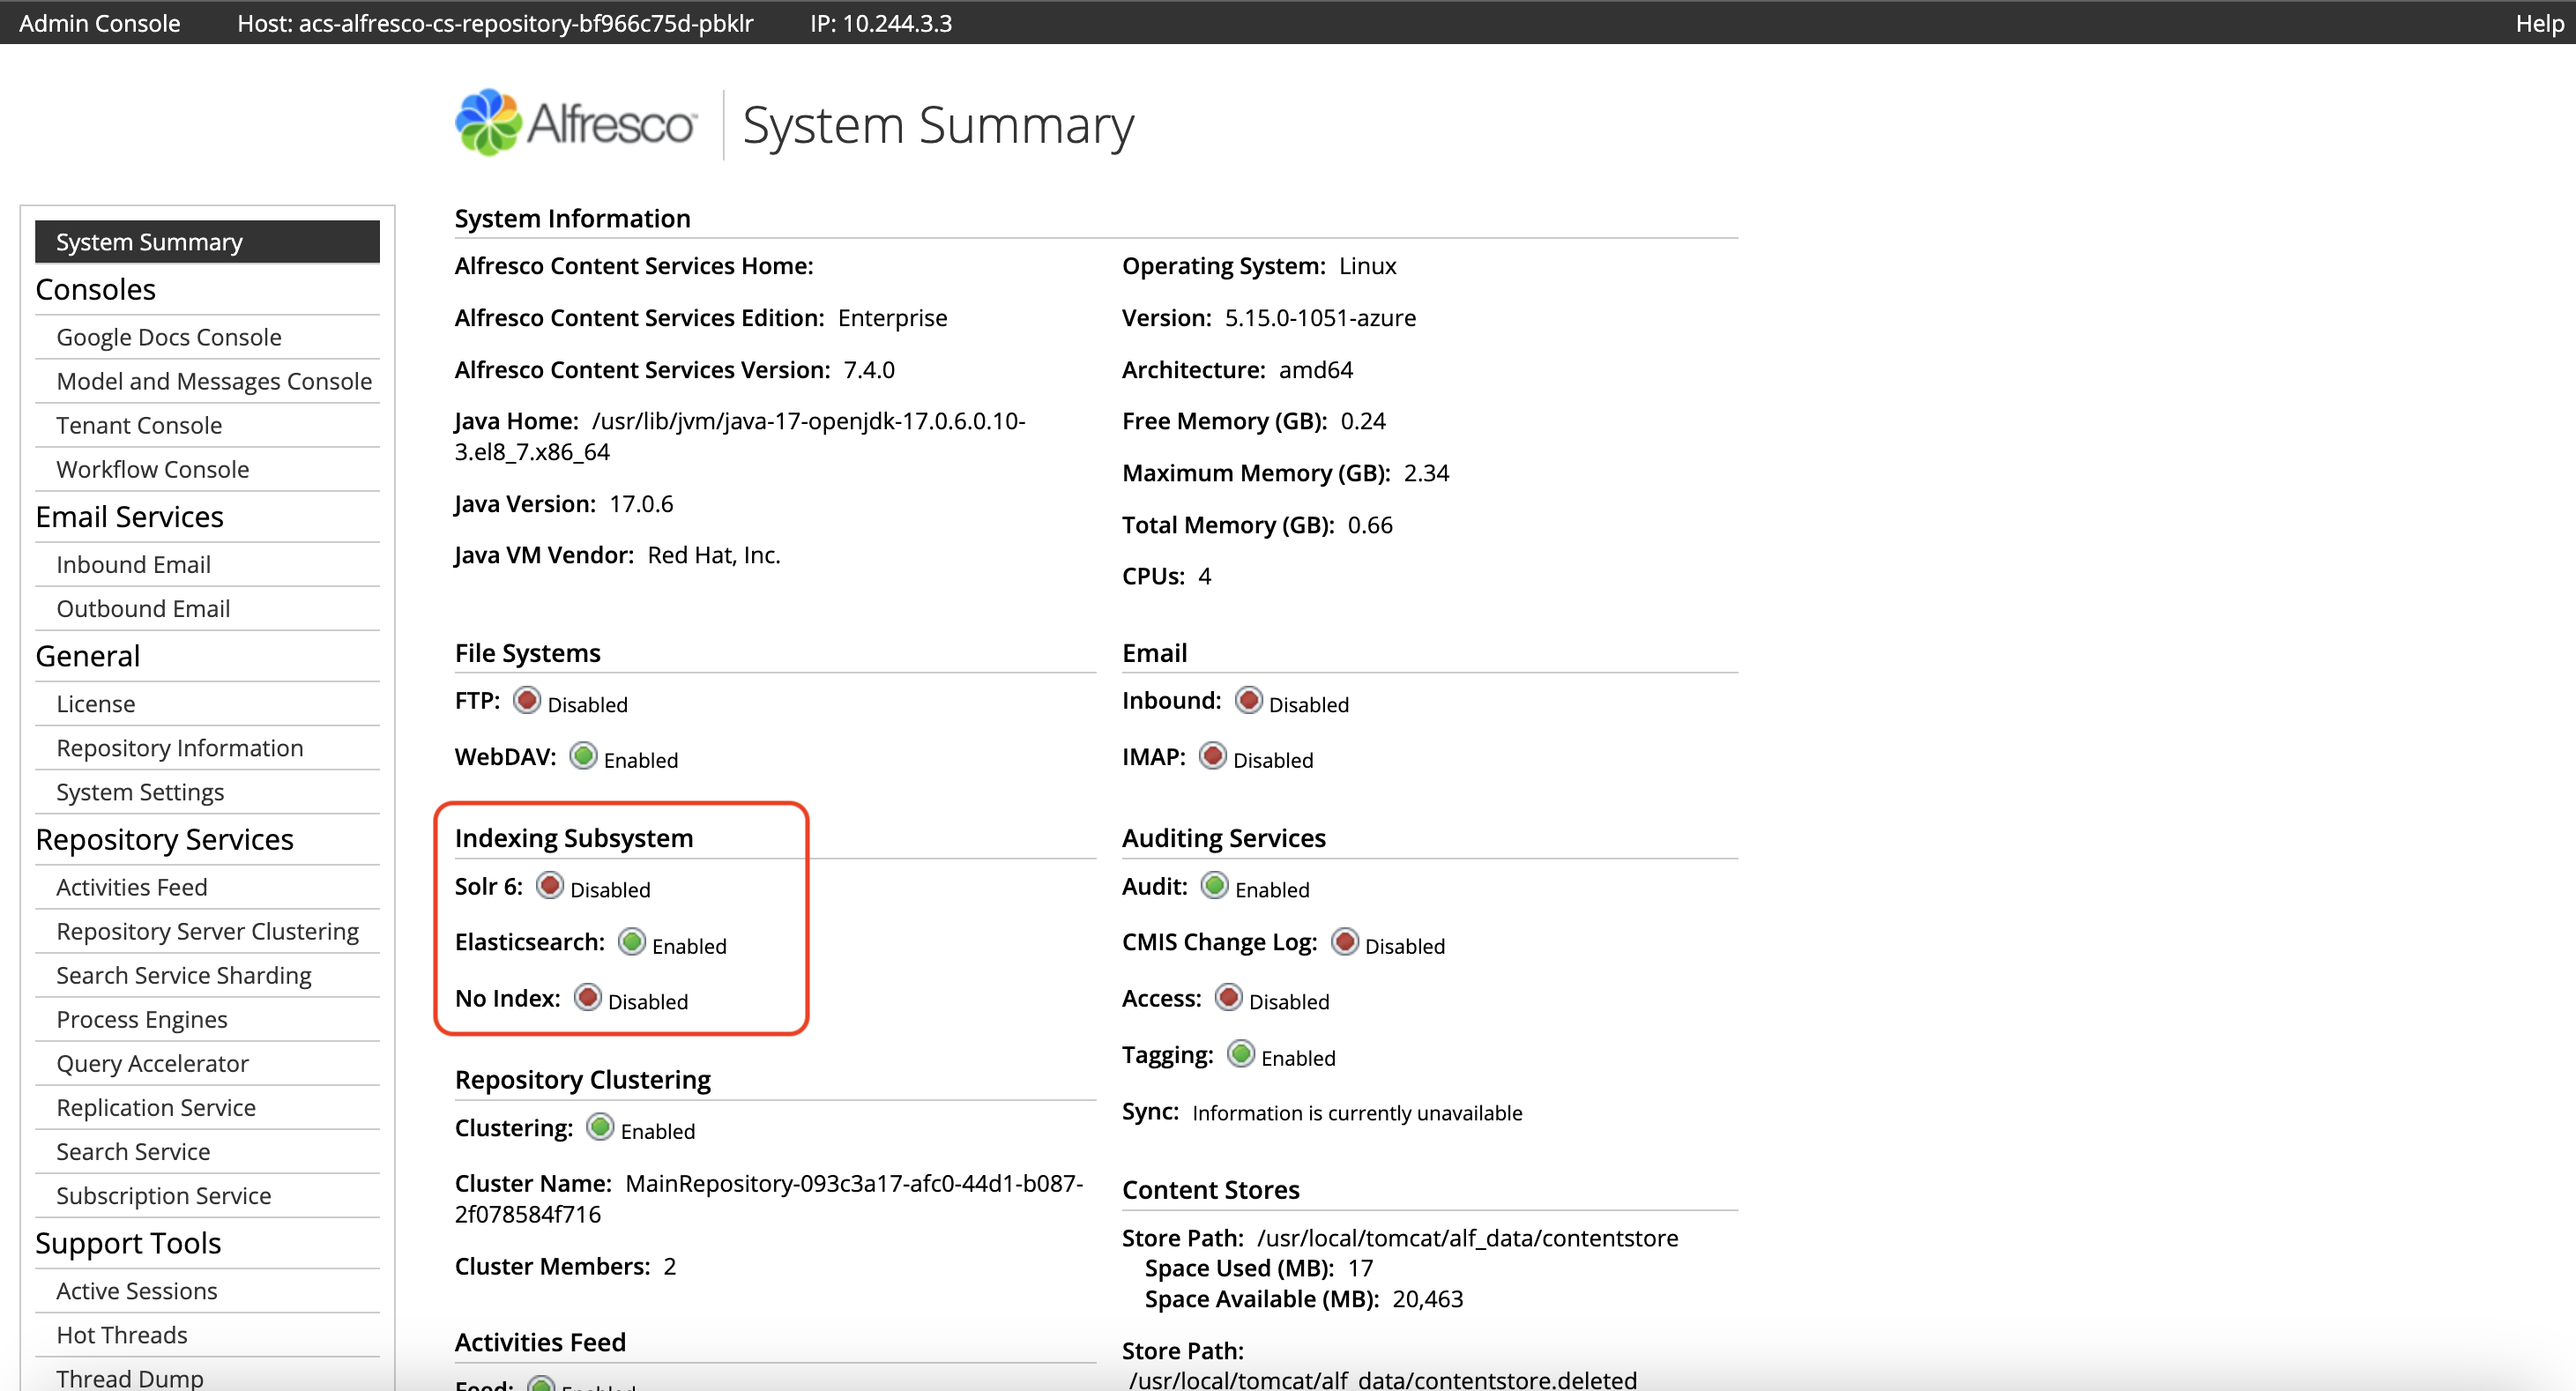 Admin Console Host: acs-alfresco-cs-repository-bf966c75d-pbklr IP: 10.244.3.3 Help
Alfresco™ System Summary
System Summary
Consoles
Google Docs Console
Model and Messages Console
Tenant Console
Workflow Console
Email Services
Inbound Email
Outbound Email
General
License
Repository Information
System Settings
Repository Services
Activities Feed
Repository Server Clustering
Search Service Sharding
Process Engines
Query Accelerator
Replication Service
Search Service
Subscription Service
Support Tools
Active Sessions
Hot Threads
Thread Dump
System Information
Alfresco Content Services Home:
Alfresco Content Services Edition: Enterprise
Alfresco Content Services Version: 7.4.0
Java Home: /usr/lib/jvm/java-17-openjdk-17.0.6.0.10-
3.el8_7.x86_64
Java Version: 17.0.6
Java VM Vendor: Red Hat, Inc.
Operating System: Linux
Version: 5.15.0-1051-azure
Architecture: amd64
Free Memory (GB): 0.24
Maximum Memory (GB): 2.34
Total Memory (GB): 0.66
CPUs: 4
File Systems
FTP: Disabled
WebDAV: Enabled
Email
Inbound: Disabled
IMAP: Disabled
Indexing Subsystem
Solr 6: Disabled
Elasticsearch: Enabled
No Index: Disabled
Auditing Services
Audit: Enabled
CMIS Change Log: Disabled
Access: Disabled
Tagging: Enabled
Sync: Information is currently unavailable
Repository Clustering
Clustering: Enabled
Cluster Name: MainRepository-093c3a17-afc0-44d1-b087-
2f078584f716
Cluster Members: 2
Content Stores
Store Path: /usr/local/tomcat/alf_data/contentstore
Space Used (MB): 17
Space Available (MB): 20,463
Store Path:
/usr/local/tomcat/alf_data/contentstore.deleted
Activities Feed
Feed: Enabled